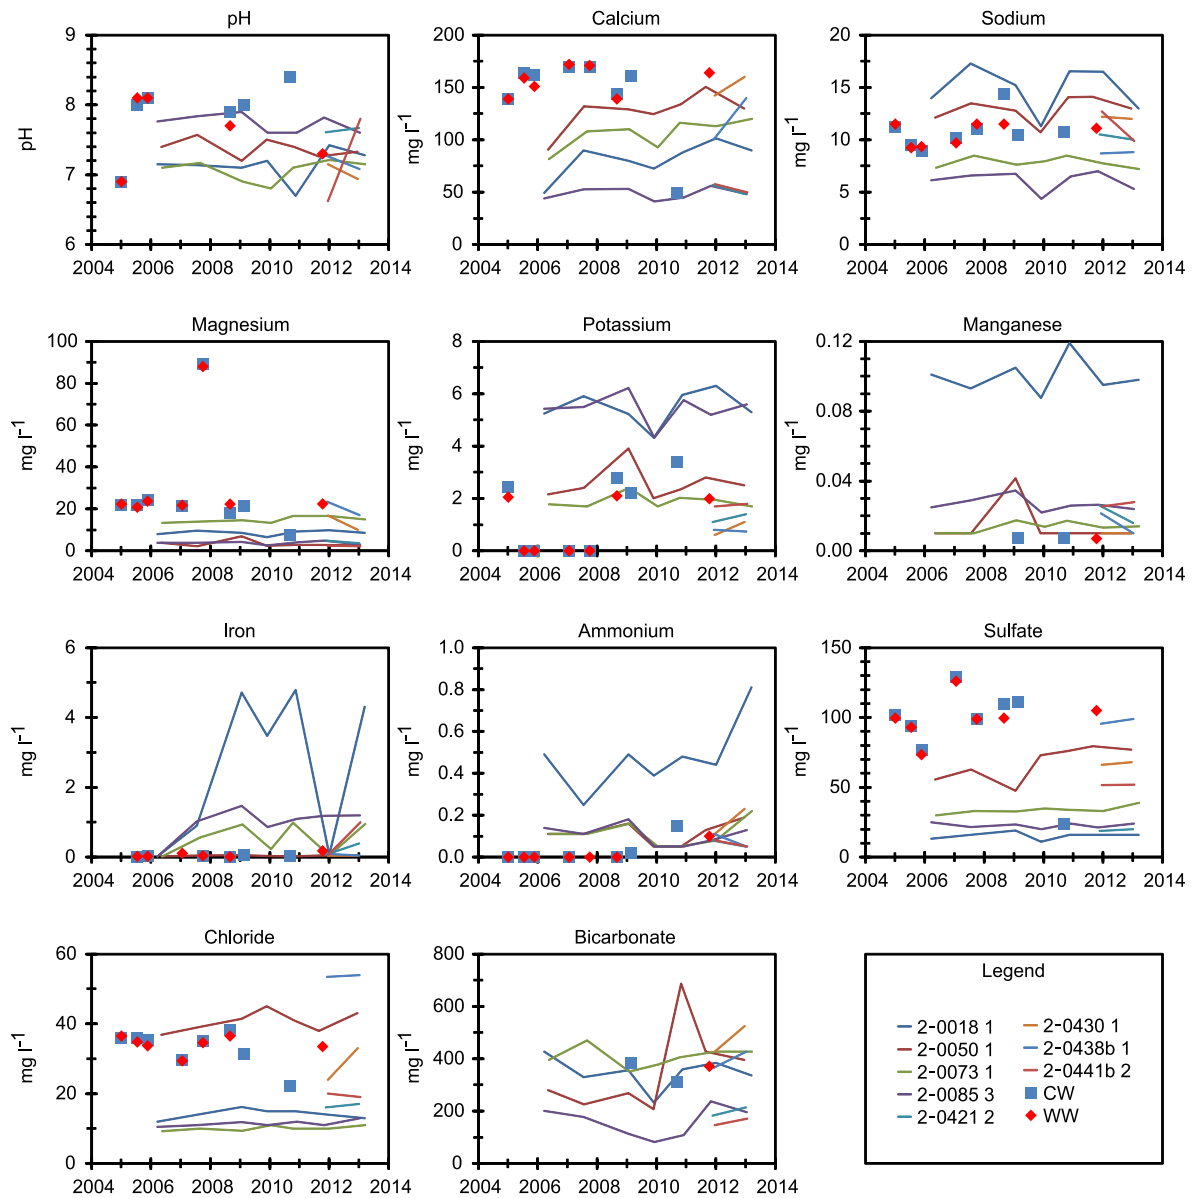 pH Calcium Sodium
9 8 7 6
pH
2004 2006 2008 2010 2012 2014
200 150 100 50 0
mg l⁻¹
2004 2006 2008 2010 2012 2014
20 15 10 5 0
mg l⁻¹
2004 2006 2008 2010 2012 2014
Magnesium Potassium Manganese
100 80 60 40 20 0
mg l⁻¹
2004 2006 2008 2010 2012 2014
8 6 4 2 0
mg l⁻¹
2004 2006 2008 2010 2012 2014
0.12 0.08 0.04 0.00
mg l⁻¹
2004 2006 2008 2010 2012 2014
Iron Ammonium Sulfate
6 4 2 0
mg l⁻¹
2004 2006 2008 2010 2012 2014
1.0 0.8 0.6 0.4 0.2 0.0
mg l⁻¹
2004 2006 2008 2010 2012 2014
150 100 50 0
mg l⁻¹
2004 2006 2008 2010 2012 2014
Chloride Bicarbonate
60 40 20 0
mg l⁻¹
2004 2006 2008 2010 2012 2014
800 600 400 200 0
mg l⁻¹
2004 2006 2008 2010 2012 2014
Legend
2-0018 1
2-0050 1
2-0073 1
2-0085 3
2-0421 2
2-0430 1
2-0438b 1
2-0441b 2
CW
WW